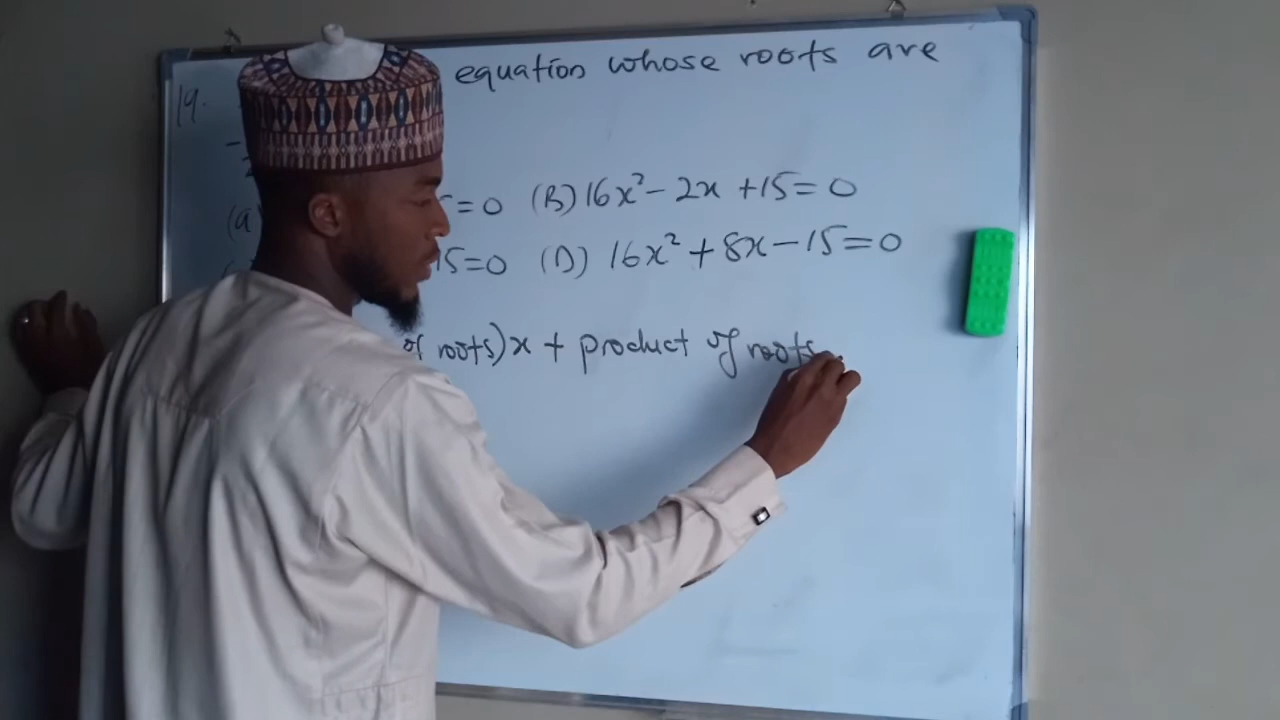 19. equation whose roots are
(a =0 (B) 16x² - 2x + 15 = 0
15=0 (D) 16x² + 8x - 15 = 0
of roots)x + product of roots